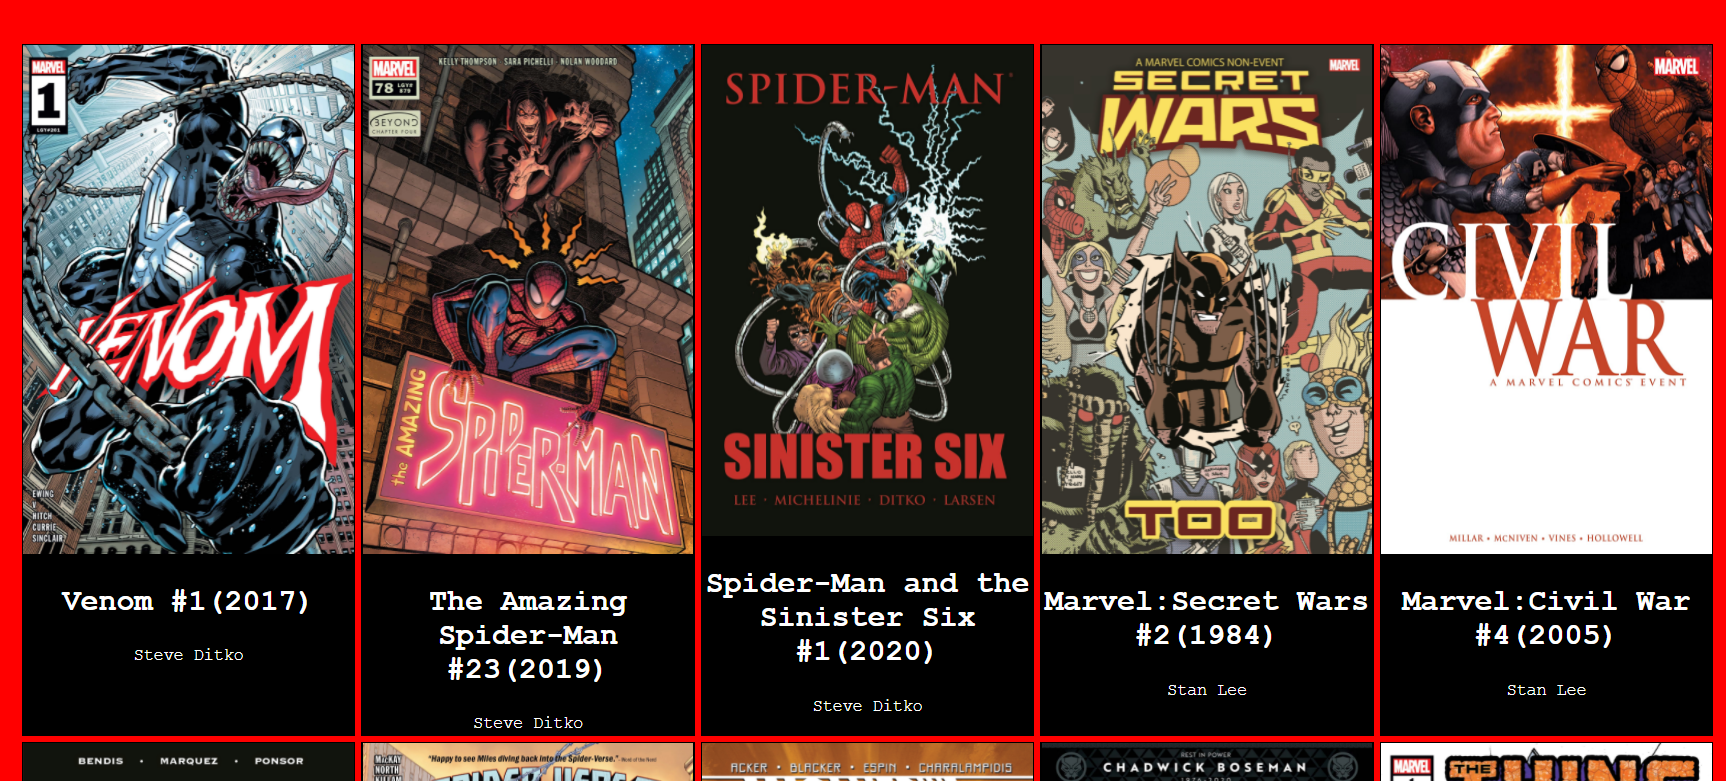 MARVEL
1
LGY#201
VENOM
EWING
V
HITCH
CURRIE
SINCLAIR
Venom #1(2017)
Steve Ditko
KELLY THOMPSON SARA PICHELLI · NOLAN WOODARD
MARVEL
78 LGY#
879
BEYOND
CHAPTER FOUR
the AMAZING
SPIDER-MAN
The Amazing
Spider-Man
#23(2019)
Steve Ditko
SPIDER-MAN
SINISTER SIX
LEE · MICHELINIE · DITKO · LARSEN
Spider-Man and the
Sinister Six
#1(2020)
Steve Ditko
A MARVEL COMICS NON-EVENT
MARVEL
SECRET
WARS
TOO
Marvel:Secret Wars
#2(1984)
Stan Lee
MARVEL
CIVIL
WAR
A MARVEL COMICS EVENT
MILLAR • McNIVEN • VINES • HOLLOWELL
Marvel:Civil War
#4(2005)
Stan Lee
BENDIS · MARQUEZ · PONSOR
MACKAY
NORTH
"Happy to see Miles diving back into the Spider-Verse."
ACKER • BLACKER • ESPIN • CHARALAMPIDIS
REST IN POWER
CHADWICK BOSEMAN
1976-2020
MARVEL
THE